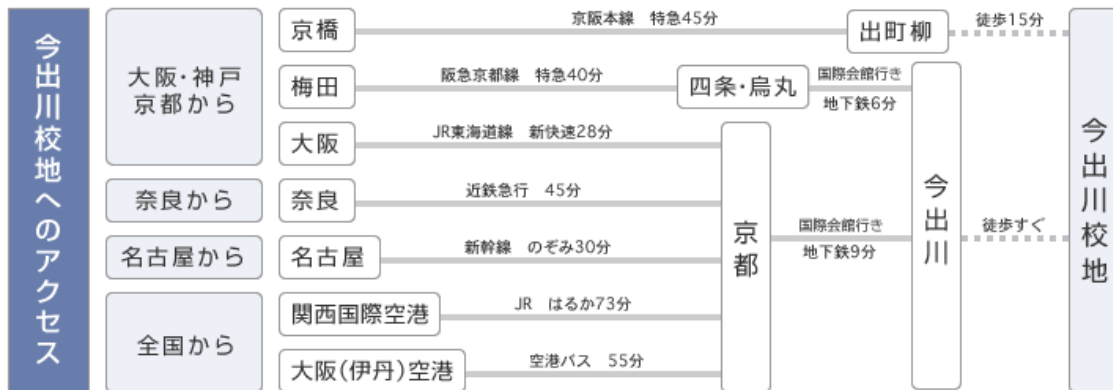 今出川校地へのアクセス
大阪・神戸
京都から
京橋
京阪本線 特急45分
出町柳
徒歩15分
梅田
阪急京都線 特急40分
四条・烏丸
国際会館行き
地下鉄6分
大阪
JR東海道線 新快速28分
奈良から
奈良
近鉄急行 45分
名古屋から
名古屋
新幹線 のぞみ30分
全国から
関西国際空港
JR はるか73分
大阪(伊丹)空港
空港バス 55分
京都
国際会館行き
地下鉄9分
今出川
徒歩すぐ
今出川校地